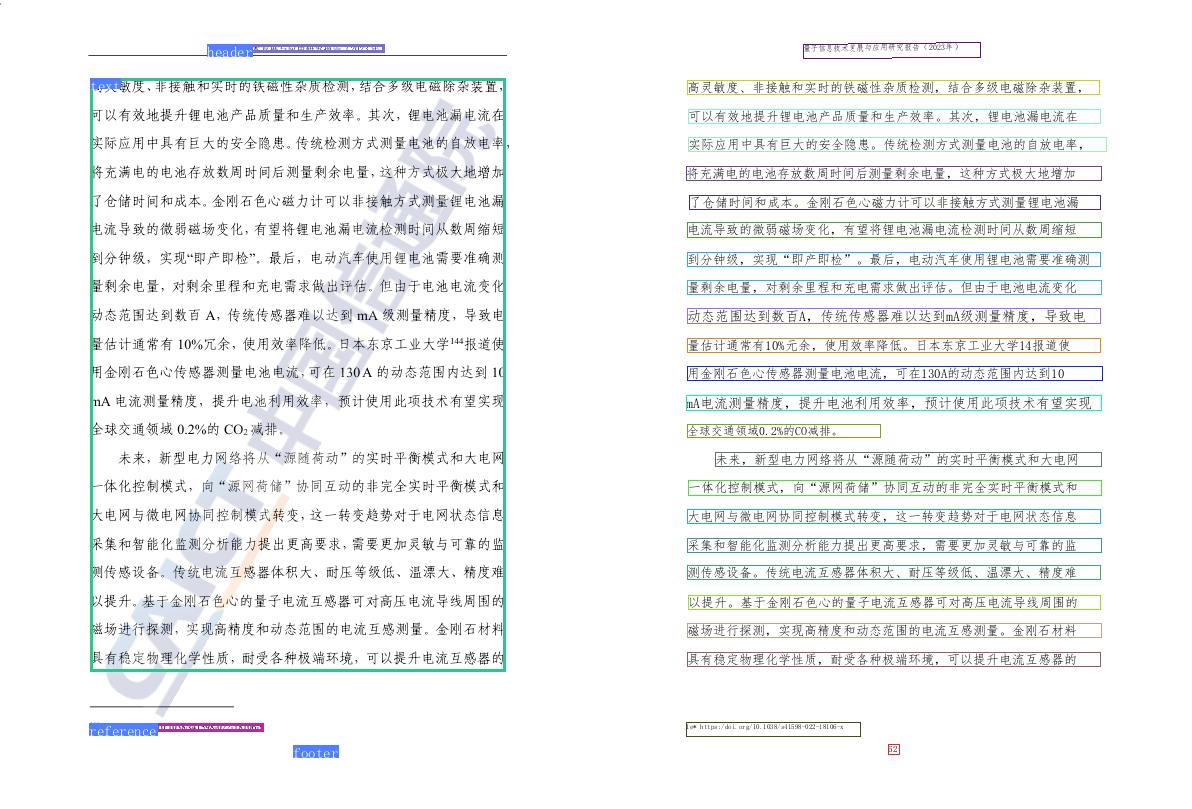 header
text
敏度、非接触和实时的铁磁性杂质检测，结合多级电磁除杂装置，
可以有效地提升锂电池产品质量和生产效率。其次，锂电池漏电流在
实际应用中具有巨大的安全隐患。传统检测方式测量电池的自放电率，
将充满电的电池存放数周时间后测量剩余电量，这种方式极大地增加
了仓储时间和成本。金刚石色心磁力计可以非接触方式测量锂电池漏
电流导致的微弱磁场变化，有望将锂电池漏电流检测时间从数周缩短
到分钟级，实现“即产即检”。最后，电动汽车使用锂电池需要准确测
量剩余电量，对剩余里程和充电需求做出评估。但由于电池电流变化
动态范围达到数百 A，传统传感器难以达到 mA 级测量精度，导致电
量估计通常有 10%冗余，使用效率降低。日本东京工业大学144报道使
用金刚石色心传感器测量电池电流，可在 130 A 的动态范围内达到 10
mA 电流测量精度，提升电池利用效率，预计使用此项技术有望实现
全球交通领域 0.2%的 CO2 减排。
未来，新型电力网络将从“源随荷动”的实时平衡模式和大电网
一体化控制模式，向“源网荷储”协同互动的非完全实时平衡模式和
大电网与微电网协同控制模式转变，这一转变趋势对于电网状态信息
采集和智能化监测分析能力提出更高要求，需要更加灵敏与可靠的监
测传感设备。传统电流互感器体积大、耐压等级低、温漂大、精度难
以提升。基于金刚石色心的量子电流互感器可对高压电流导线周围的
磁场进行探测，实现高精度和动态范围的电流互感测量。金刚石材料
具有稳定物理化学性质，耐受各种极端环境，可以提升电流互感器的
CAICT 中国信通院
reference
footer
量子信息技术发展与应用研究报告（2023年）
高灵敏度、非接触和实时的铁磁性杂质检测，结合多级电磁除杂装置，
可以有效地提升锂电池产品质量和生产效率。其次，锂电池漏电流在
实际应用中具有巨大的安全隐患。传统检测方式测量电池的自放电率，
将充满电的电池存放数周时间后测量剩余电量，这种方式极大地增加
了仓储时间和成本。金刚石色心磁力计可以非接触方式测量锂电池漏
电流导致的微弱磁场变化，有望将锂电池漏电流检测时间从数周缩短
到分钟级，实现“即产即检”。最后，电动汽车使用锂电池需要准确测
量剩余电量，对剩余里程和充电需求做出评估。但由于电池电流变化
动态范围达到数百A，传统传感器难以达到mA级测量精度，导致电
量估计通常有10%元余，使用效率降低。日本东京工业大学14报道使
用金刚石色心传感器测量电池电流，可在130A的动态范围内达到10
mA电流测量精度，提升电池利用效率，预计使用此项技术有望实现
全球交通领域0.2%的CO减排。
未来，新型电力网络将从“源随荷动”的实时平衡模式和大电网
一体化控制模式，向“源网荷储”协同互动的非完全实时平衡模式和
大电网与微电网协同控制模式转变，这一转变趋势对于电网状态信息
采集和智能化监测分析能力提出更高要求，需要更加灵敏与可靠的监
测传感设备。传统电流互感器体积大、耐压等级低、温漂大、精度难
以提升。基于金刚石色心的量子电流互感器可对高压电流导线周围的
磁场进行探测，实现高精度和动态范围的电流互感测量。金刚石材料
具有稳定物理化学性质，耐受各种极端环境，可以提升电流互感器的
https://doi.org/10.1038/s41598-022-18106-x
52